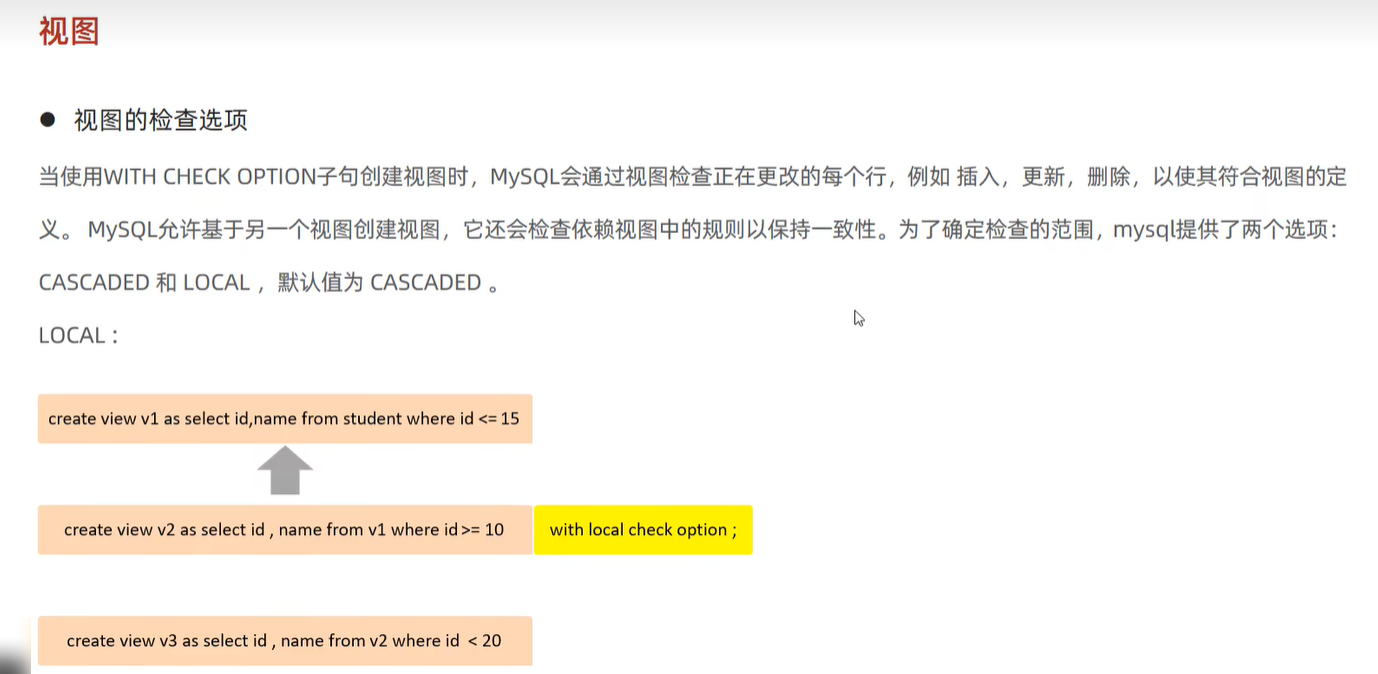 视图
● 视图的检查选项
当使用WITH CHECK OPTION子句创建视图时，MySQL会通过视图检查正在更改的每个行，例如 插入，更新，删除，以使其符合视图的定
义。 MySQL允许基于另一个视图创建视图，它还会检查依赖视图中的规则以保持一致性。为了确定检查的范围，mysql提供了两个选项：
CASCADED 和 LOCAL ，默认值为 CASCADED 。
LOCAL :
create view v1 as select id,name from student where id <= 15
create view v2 as select id , name from v1 where id >= 10 with local check option ;
create view v3 as select id , name from v2 where id < 20